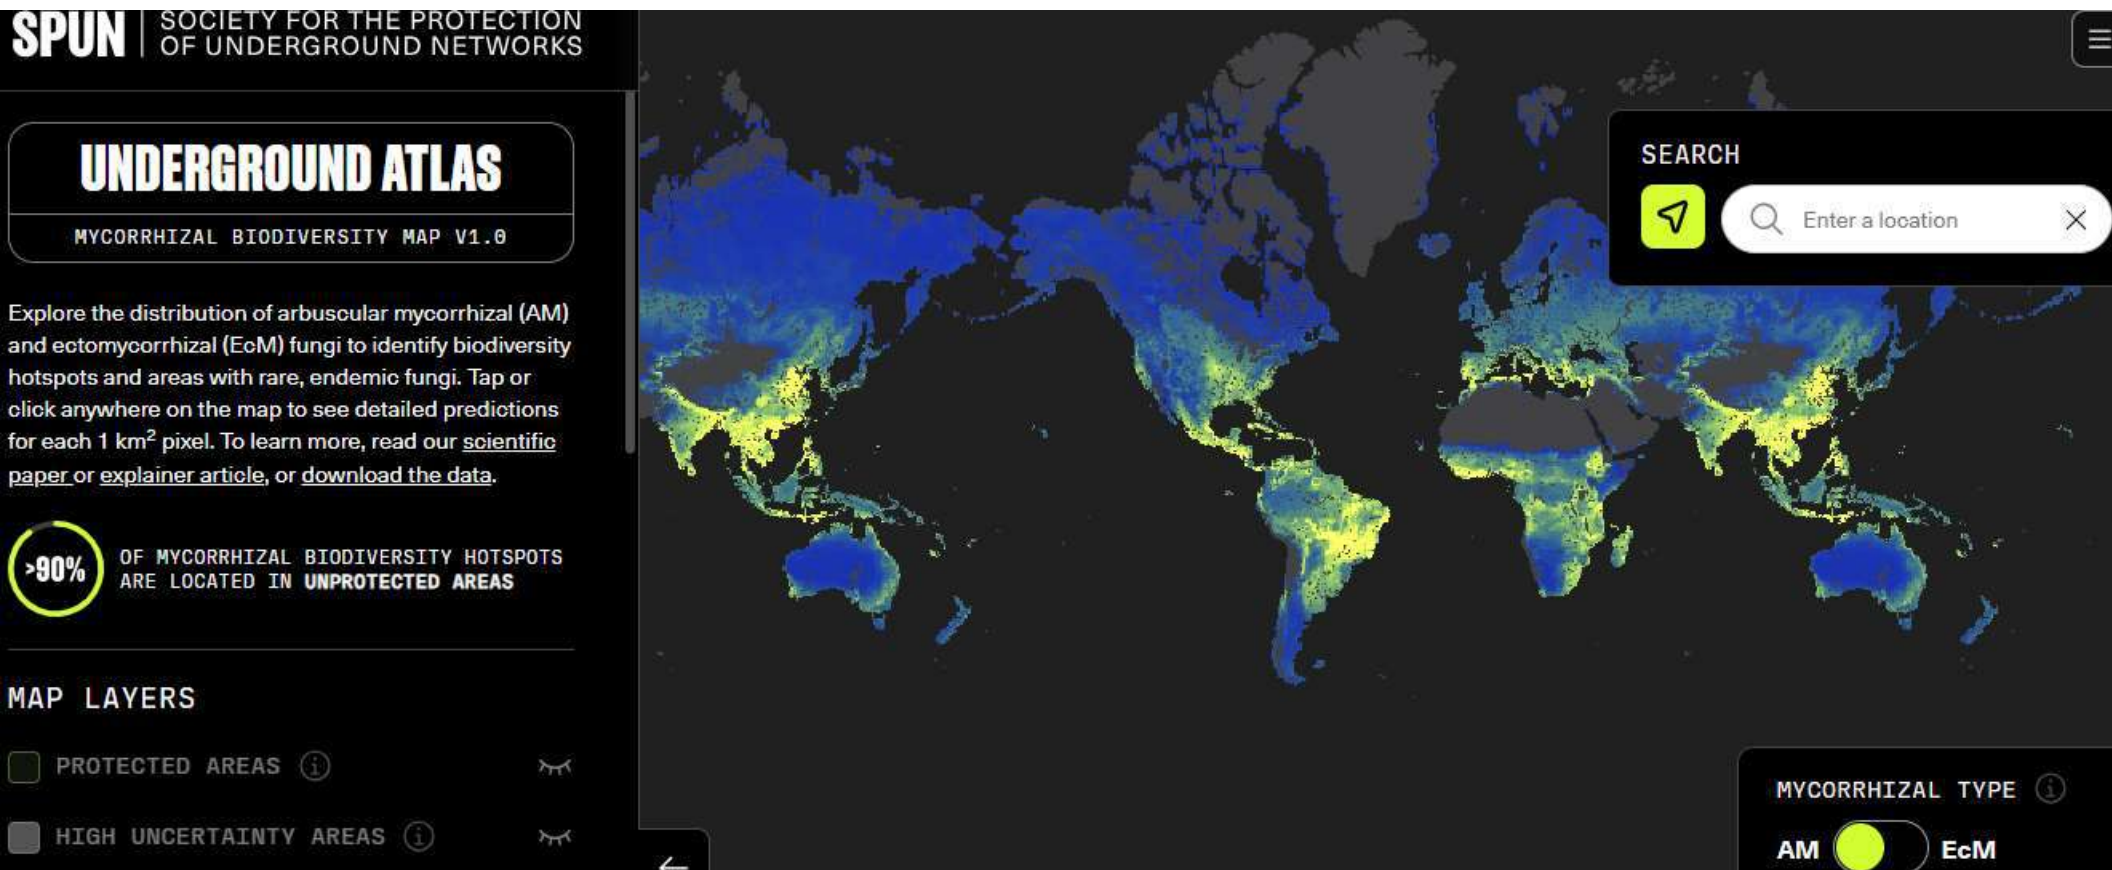 SPUN
SOCIETY FOR THE PROTECTION
OF UNDERGROUND NETWORKS
UNDERGROUND ATLAS
MYCORRHIZAL BIODIVERSITY MAP V1.0
Explore the distribution of arbuscular mycorrhizal (AM)
and ectomycorrhizal (EcM) fungi to identify biodiversity
hotspots and areas with rare, endemic fungi. Tap or
click anywhere on the map to see detailed predictions
for each 1 km² pixel. To learn more, read our scientific
paper or explainer article, or download the data.
>90%
OF MYCORRHIZAL BIODIVERSITY HOTSPOTS
ARE LOCATED IN UNPROTECTED AREAS
MAP LAYERS
PROTECTED AREAS
HIGH UNCERTAINTY AREAS
SEARCH
Enter a location
MYCORRHIZAL TYPE
AM EcM